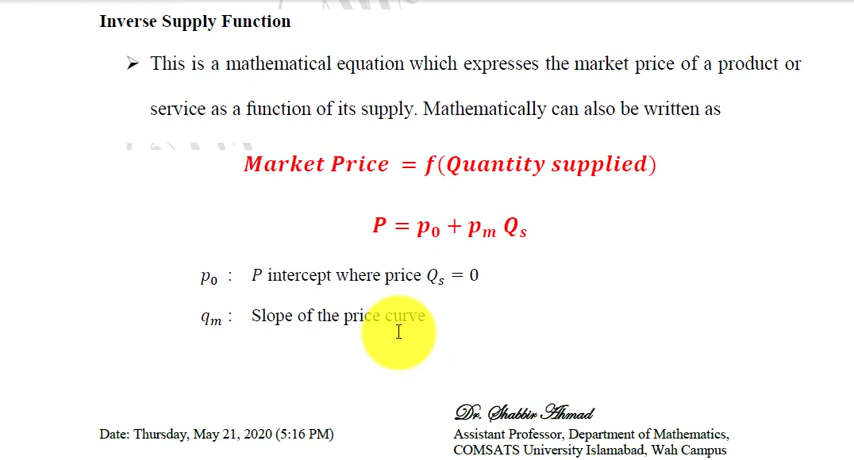 Inverse Supply Function
➢ This is a mathematical equation which expresses the market price of a product or
service as a function of its supply. Mathematically can also be written as
Market Price = f(Quantity supplied)
P = p₀ + pₘ Qₛ
p₀ : P intercept where price Qₛ = 0
qₘ : Slope of the price curve
Dr. Shabbir Ahmad
Date: Thursday, May 21, 2020 (5:16 PM)
Assistant Professor, Department of Mathematics,
COMSATS University Islamabad, Wah Campus